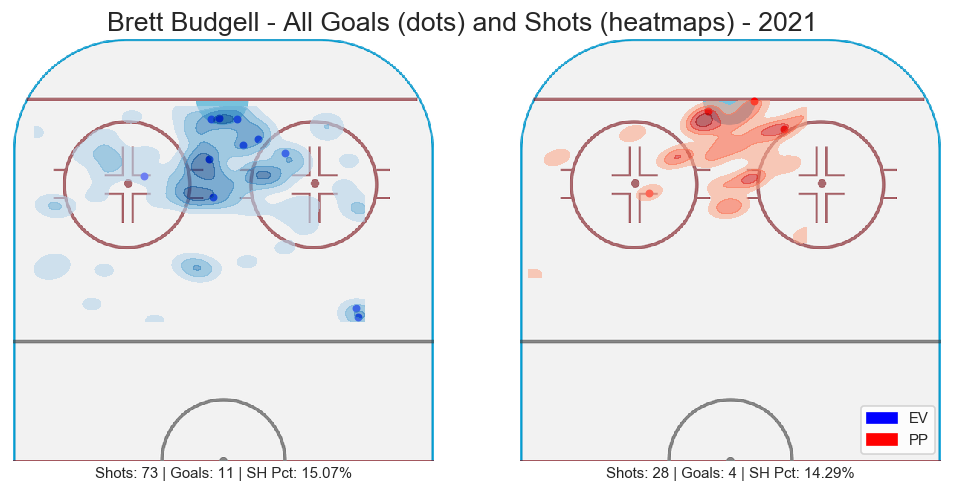 Brett Budgell - All Goals (dots) and Shots (heatmaps) - 2021
EV
PP
Shots: 73 | Goals: 11 | SH Pct: 15.07%
Shots: 28 | Goals: 4 | SH Pct: 14.29%